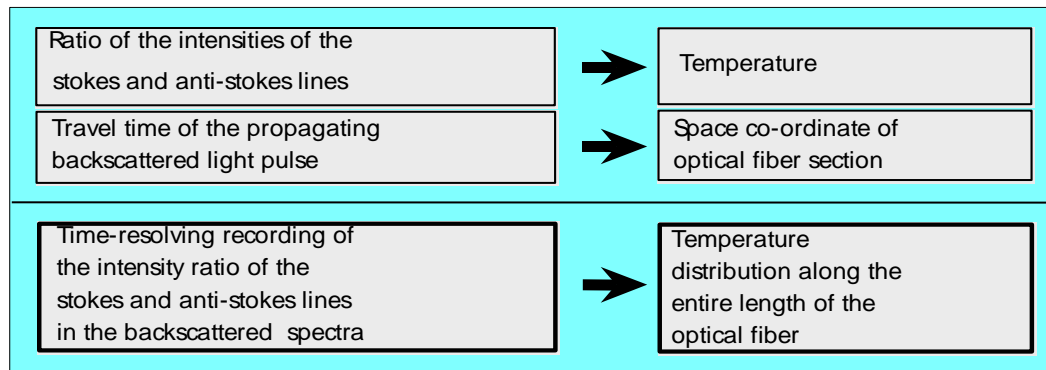 Ratio of the intensities of the
stokes and anti-stokes lines
Temperature
Travel time of the propagating
backscattered light pulse
Space co-ordinate of
optical fiber section
Time-resolving recording of
the intensity ratio of the
stokes and anti-stokes lines
in the backscattered spectra
Temperature
distribution along the
entire length of the
optical fiber